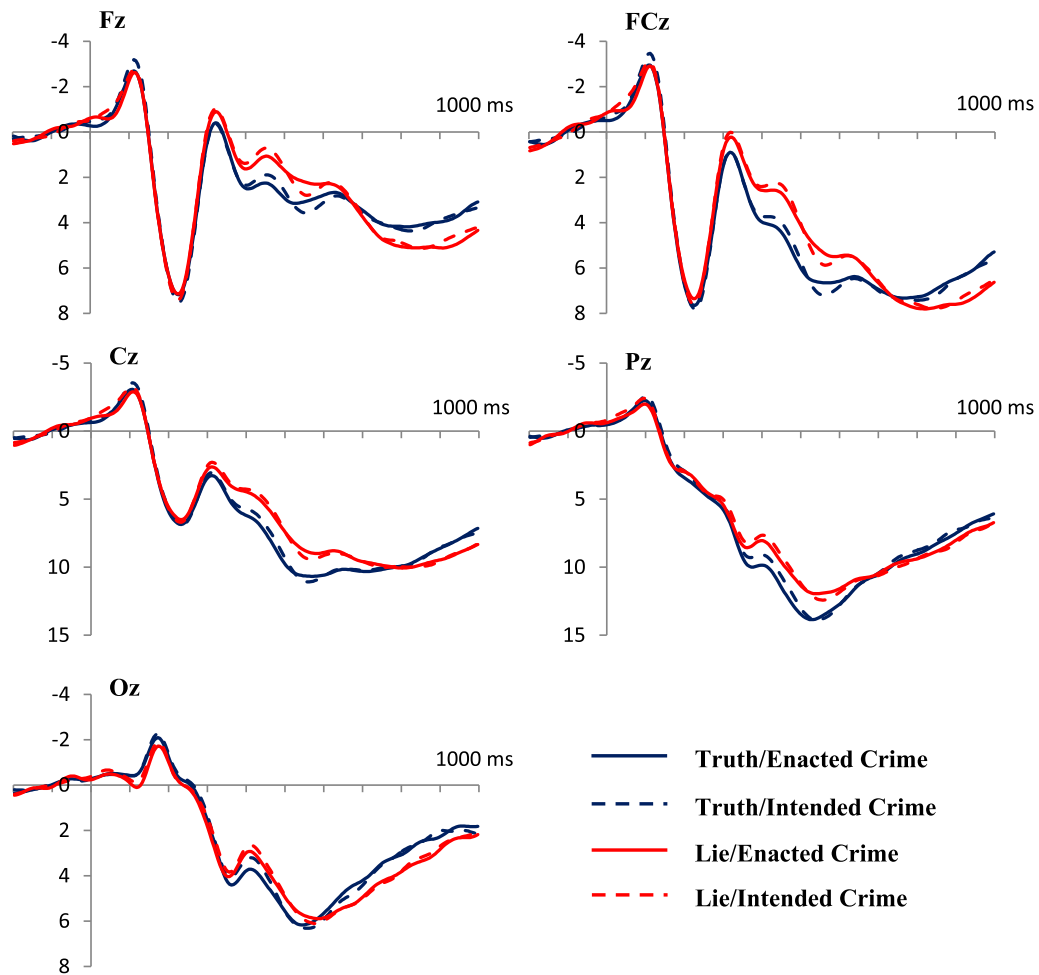 Fz
-4
-2
0
2
4
6
8
1000 ms
FCz
-4
-2
0
2
4
6
8
1000 ms
Cz
-5
0
5
10
15
1000 ms
Pz
-5
0
5
10
15
1000 ms
Oz
-4
-2
0
2
4
6
8
1000 ms
Truth/Enacted Crime
Truth/Intended Crime
Lie/Enacted Crime
Lie/Intended Crime